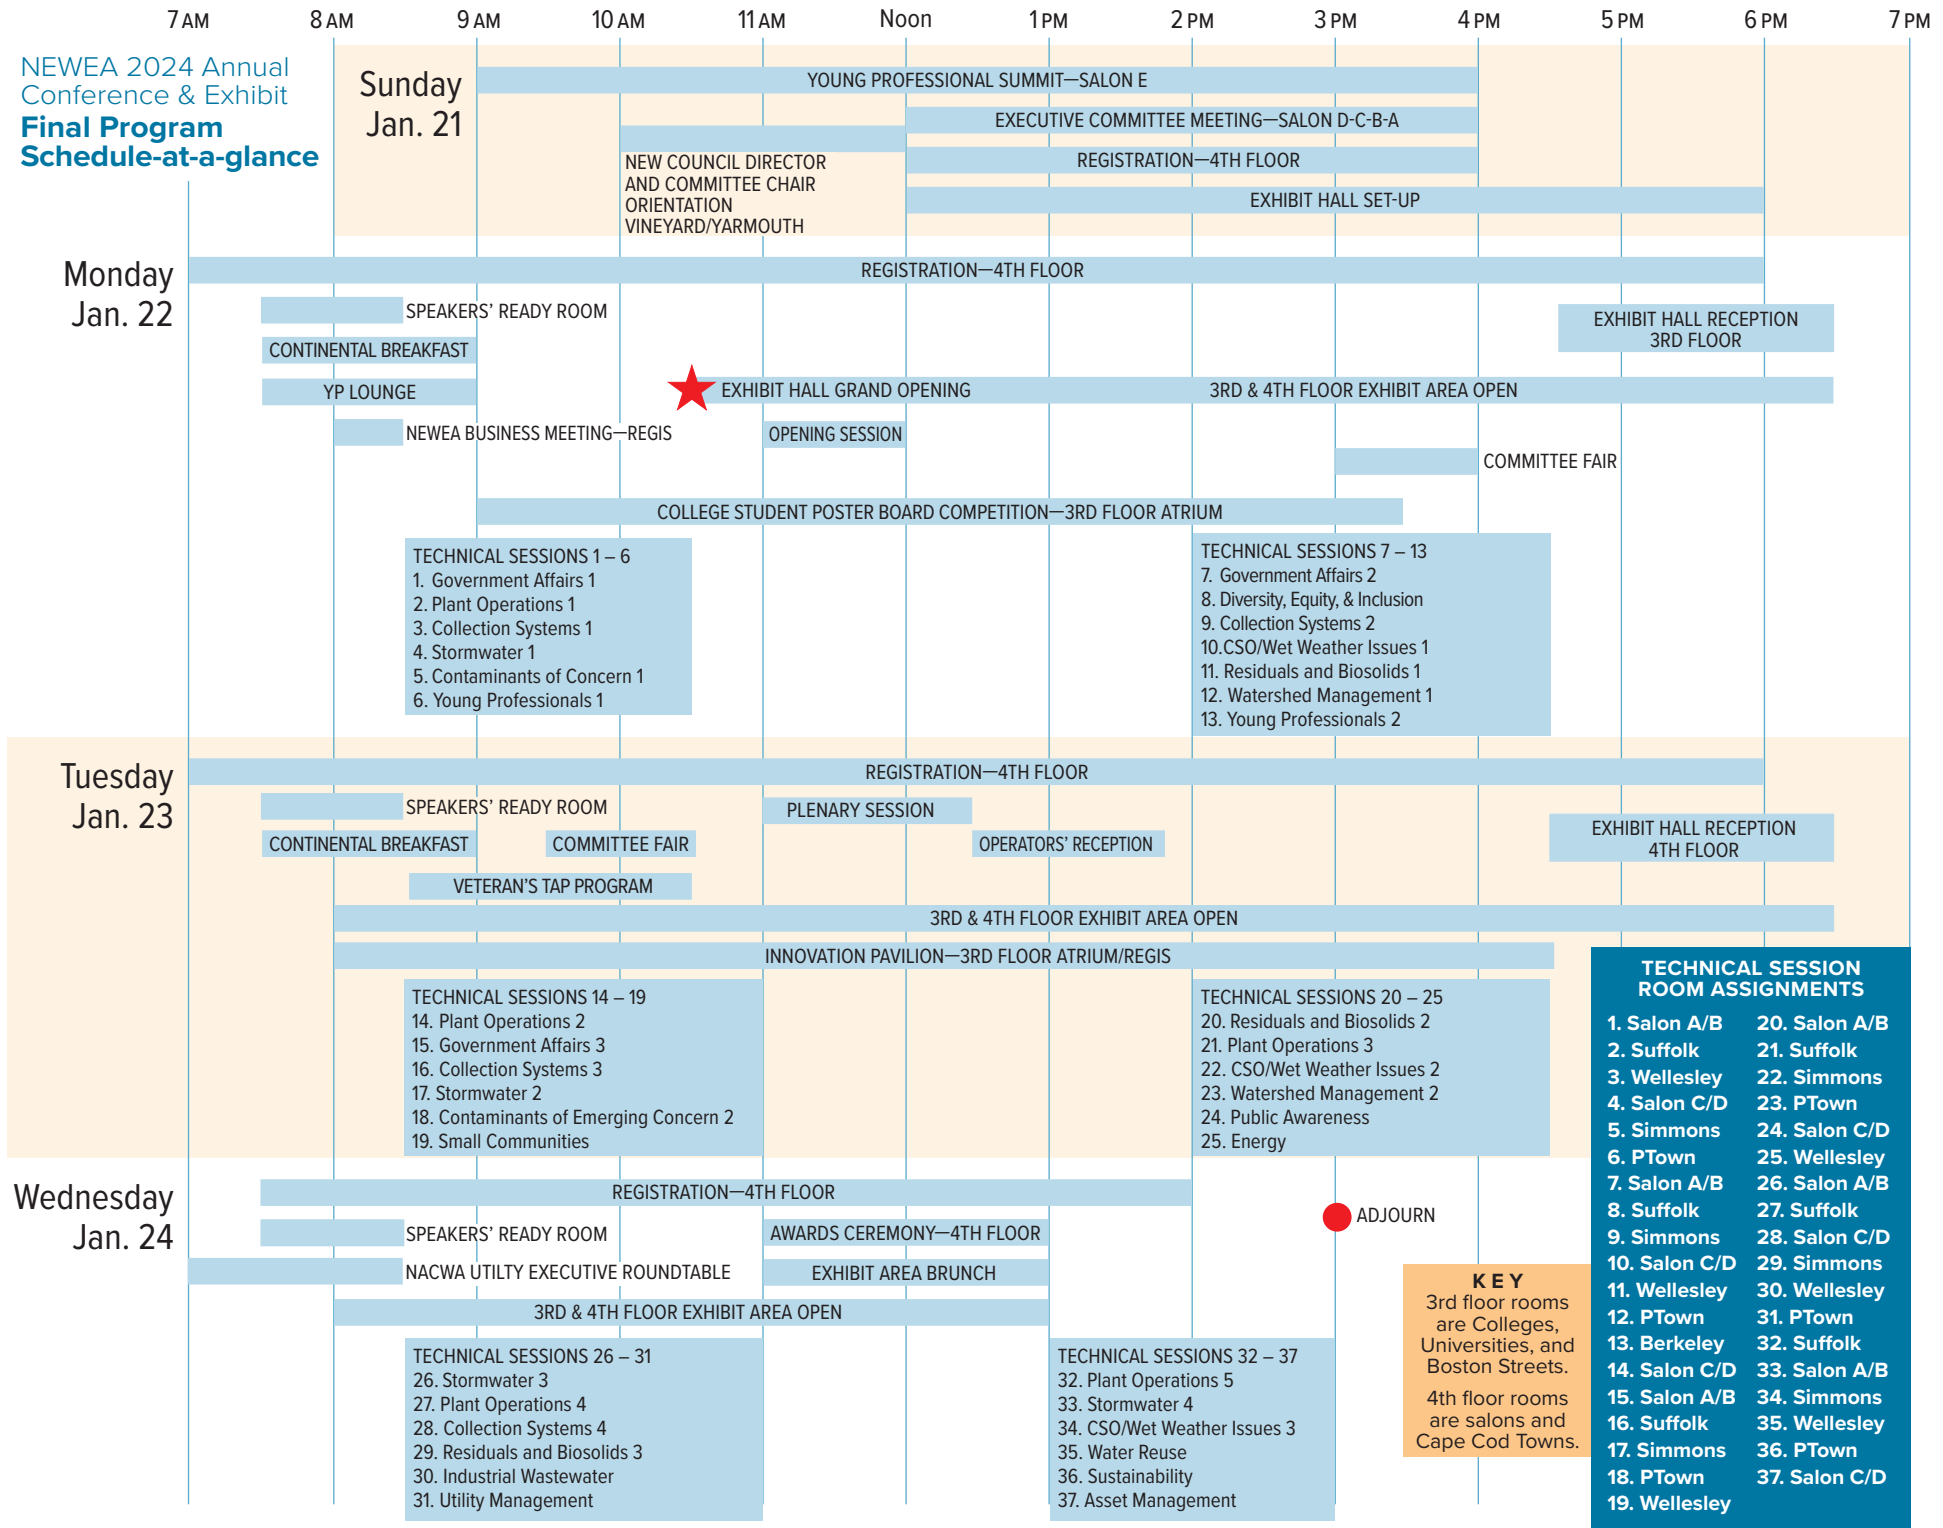 7 AM 8 AM 9 AM 10 AM 11 AM Noon 1 PM 2 PM 3 PM 4 PM 5 PM 6 PM 7 PM
NEWEA 2024 Annual
Conference & Exhibit
Final Program
Schedule-at-a-glance
Sunday
Jan. 21
YOUNG PROFESSIONAL SUMMIT—SALON E
EXECUTIVE COMMITTEE MEETING—SALON D-C-B-A
NEW COUNCIL DIRECTOR
AND COMMITTEE CHAIR
ORIENTATION
VINEYARD/YARMOUTH
REGISTRATION—4TH FLOOR
EXHIBIT HALL SET-UP
Monday
Jan. 22
REGISTRATION—4TH FLOOR
SPEAKERS’ READY ROOM
EXHIBIT HALL RECEPTION
3RD FLOOR
CONTINENTAL BREAKFAST
YP LOUNGE
EXHIBIT HALL GRAND OPENING
3RD & 4TH FLOOR EXHIBIT AREA OPEN
NEWEA BUSINESS MEETING—REGIS
OPENING SESSION
COMMITTEE FAIR
COLLEGE STUDENT POSTER BOARD COMPETITION—3RD FLOOR ATRIUM
TECHNICAL SESSIONS 1 – 6
1. Government Affairs 1
2. Plant Operations 1
3. Collection Systems 1
4. Stormwater 1
5. Contaminants of Concern 1
6. Young Professionals 1
TECHNICAL SESSIONS 7 – 13
7. Government Affairs 2
8. Diversity, Equity, & Inclusion
9. Collection Systems 2
10.CSO/Wet Weather Issues 1
11. Residuals and Biosolids 1
12. Watershed Management 1
13. Young Professionals 2
Tuesday
Jan. 23
REGISTRATION—4TH FLOOR
SPEAKERS’ READY ROOM
PLENARY SESSION
EXHIBIT HALL RECEPTION
4TH FLOOR
CONTINENTAL BREAKFAST
COMMITTEE FAIR
OPERATORS’ RECEPTION
VETERAN’S TAP PROGRAM
3RD & 4TH FLOOR EXHIBIT AREA OPEN
INNOVATION PAVILION—3RD FLOOR ATRIUM/REGIS
TECHNICAL SESSIONS 14 – 19
14. Plant Operations 2
15. Government Affairs 3
16. Collection Systems 3
17. Stormwater 2
18. Contaminants of Emerging Concern 2
19. Small Communities
TECHNICAL SESSIONS 20 – 25
20. Residuals and Biosolids 2
21. Plant Operations 3
22. CSO/Wet Weather Issues 2
23. Watershed Management 2
24. Public Awareness
25. Energy
Wednesday
Jan. 24
REGISTRATION—4TH FLOOR
ADJOURN
SPEAKERS’ READY ROOM
AWARDS CEREMONY—4TH FLOOR
NACWA UTILTY EXECUTIVE ROUNDTABLE
EXHIBIT AREA BRUNCH
3RD & 4TH FLOOR EXHIBIT AREA OPEN
TECHNICAL SESSIONS 26 – 31
26. Stormwater 3
27. Plant Operations 4
28. Collection Systems 4
29. Residuals and Biosolids 3
30. Industrial Wastewater
31. Utility Management
TECHNICAL SESSIONS 32 – 37
32. Plant Operations 5
33. Stormwater 4
34. CSO/Wet Weather Issues 3
35. Water Reuse
36. Sustainability
37. Asset Management
KEY
3rd floor rooms
are Colleges,
Universities, and
Boston Streets.
4th floor rooms
are salons and
Cape Cod Towns.
TECHNICAL SESSION
ROOM ASSIGNMENTS
1. Salon A/B
2. Suffolk
3. Wellesley
4. Salon C/D
5. Simmons
6. PTown
7. Salon A/B
8. Suffolk
9. Simmons
10. Salon C/D
11. Wellesley
12. PTown
13. Berkeley
14. Salon C/D
15. Salon A/B
16. Suffolk
17. Simmons
18. PTown
19. Wellesley
20. Salon A/B
21. Suffolk
22. Simmons
23. PTown
24. Salon C/D
25. Wellesley
26. Salon A/B
27. Suffolk
28. Salon C/D
29. Simmons
30. Wellesley
31. PTown
32. Suffolk
33. Salon A/B
34. Simmons
35. Wellesley
36. PTown
37. Salon C/D